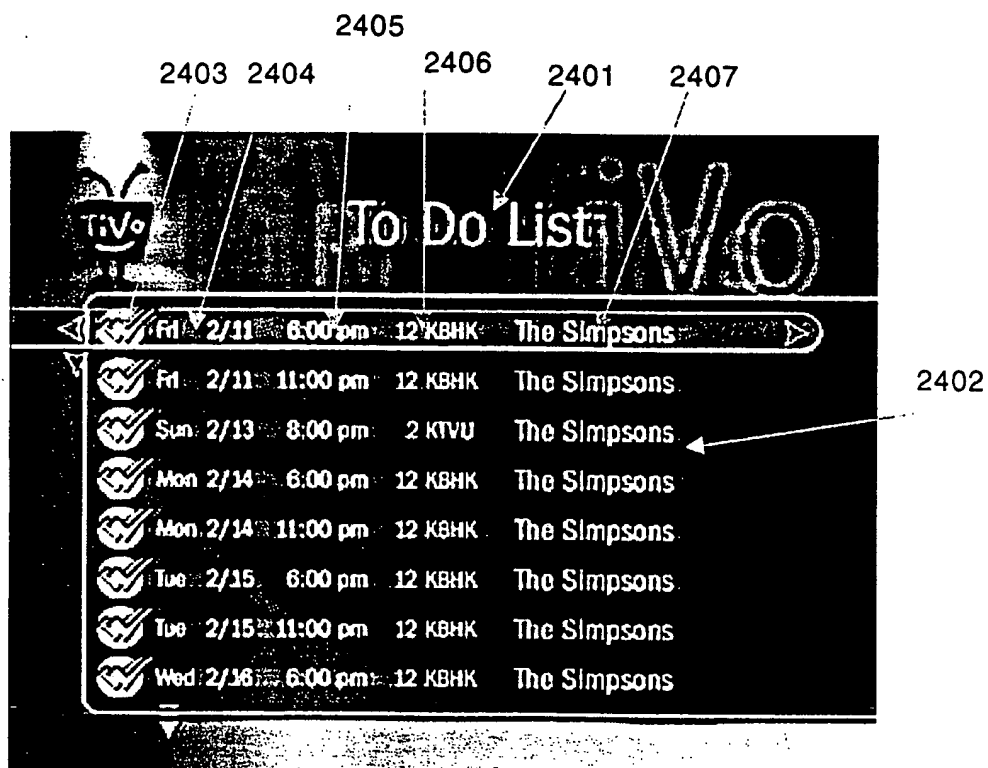 2405
2403 2404 2406 2401 2407
TiVo To Do List iVo
Fri 2/11 6:00 pm 12 KBHK The Simpsons
Fri 2/11 11:00 pm 12 KBHK The Simpsons
2402
Sun 2/13 8:00 pm 2 KTVU The Simpsons
Mon 2/14 6:00 pm 12 KBHK The Simpsons
Mon 2/14 11:00 pm 12 KBHK The Simpsons
Tue 2/15 6:00 pm 12 KBHK The Simpsons
Tue 2/15 11:00 pm 12 KBHK The Simpsons
Wed 2/16 6:00 pm 12 KBHK The Simpsons